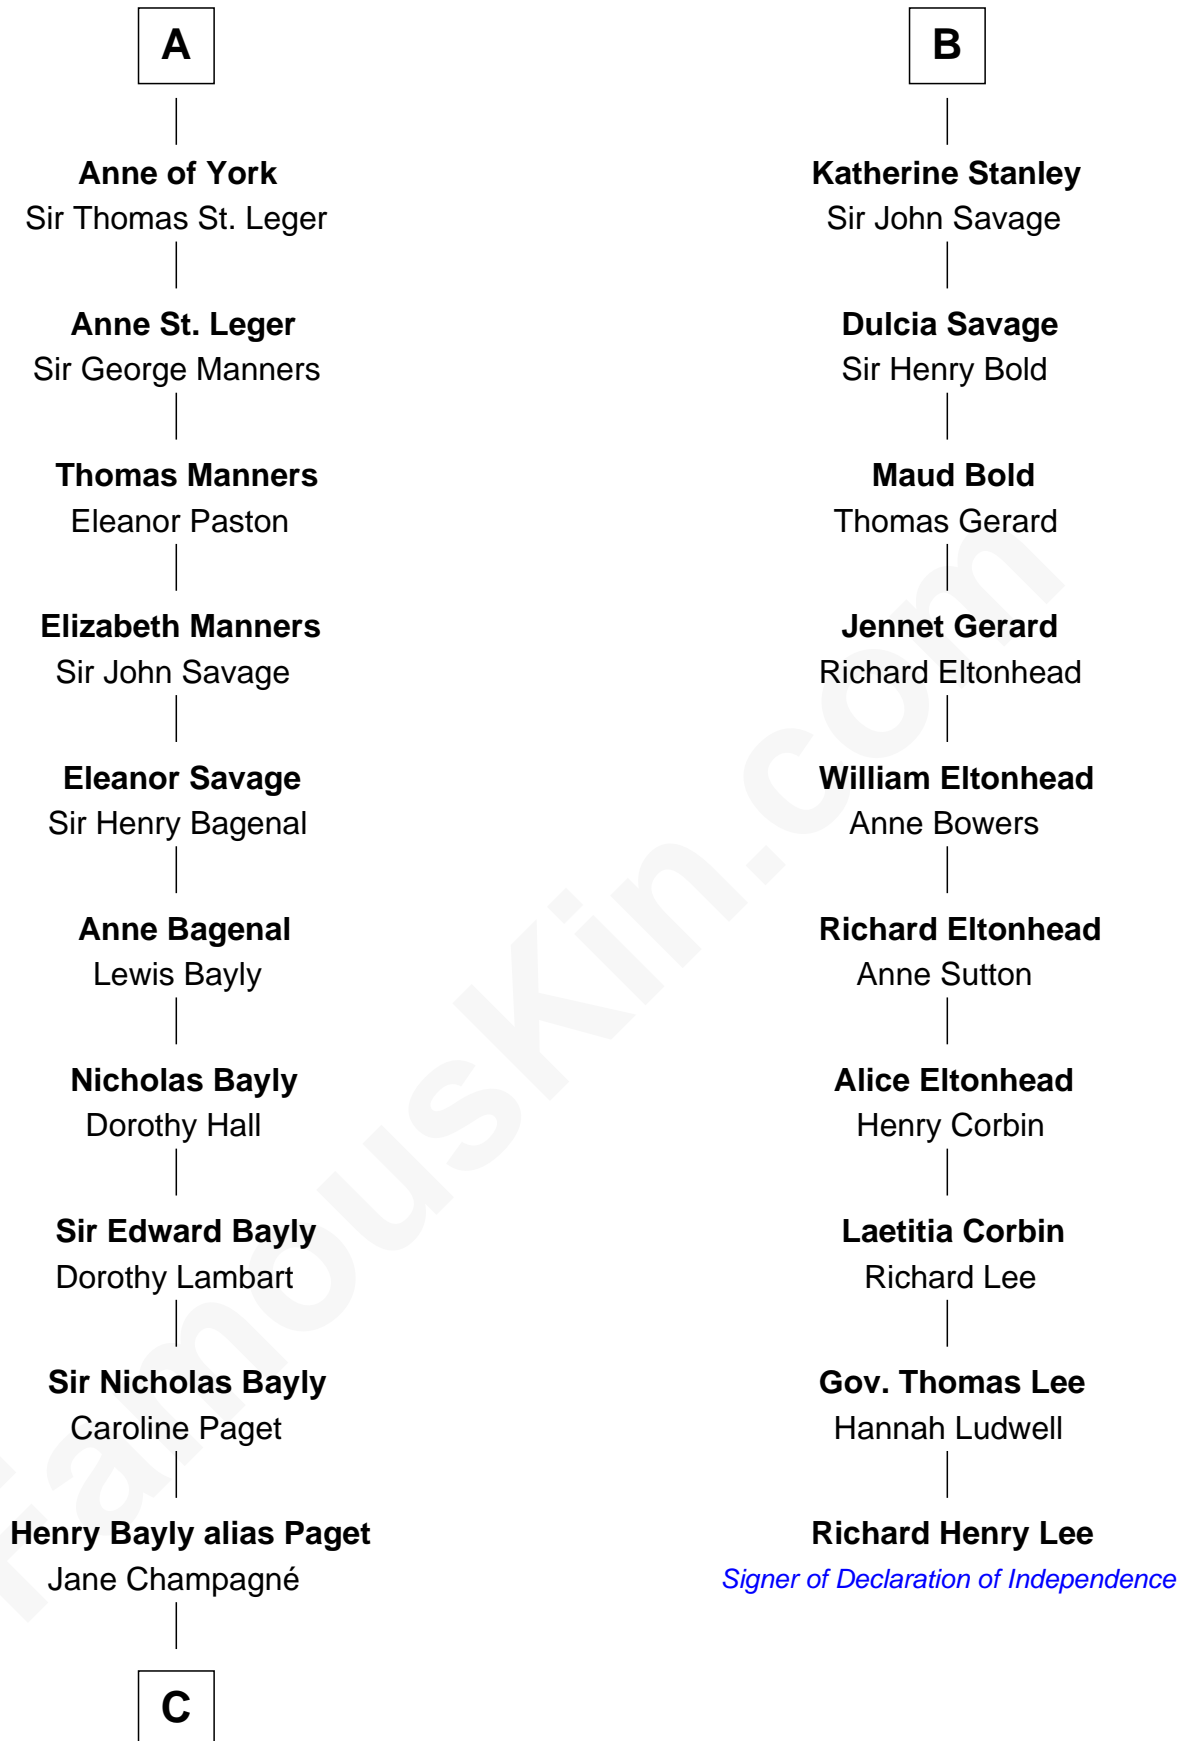 A
Anne of York
Sir Thomas St. Leger
Anne St. Leger
Sir George Manners
Thomas Manners
Eleanor Paston
Elizabeth Manners
Sir John Savage
Eleanor Savage
Sir Henry Bagenal
Anne Bagenal
Lewis Bayly
Nicholas Bayly
Dorothy Hall
Sir Edward Bayly
Dorothy Lambart
Sir Nicholas Bayly
Caroline Paget
Henry Bayly alias Paget
Jane Champagné
C
B
Katherine Stanley
Sir John Savage
Dulcia Savage
Sir Henry Bold
Maud Bold
Thomas Gerard
Jennet Gerard
Richard Eltonhead
William Eltonhead
Anne Bowers
Richard Eltonhead
Anne Sutton
Alice Eltonhead
Henry Corbin
Laetitia Corbin
Richard Lee
Gov. Thomas Lee
Hannah Ludwell
Richard Henry Lee
Signer of Declaration of Independence
FamousKin.com